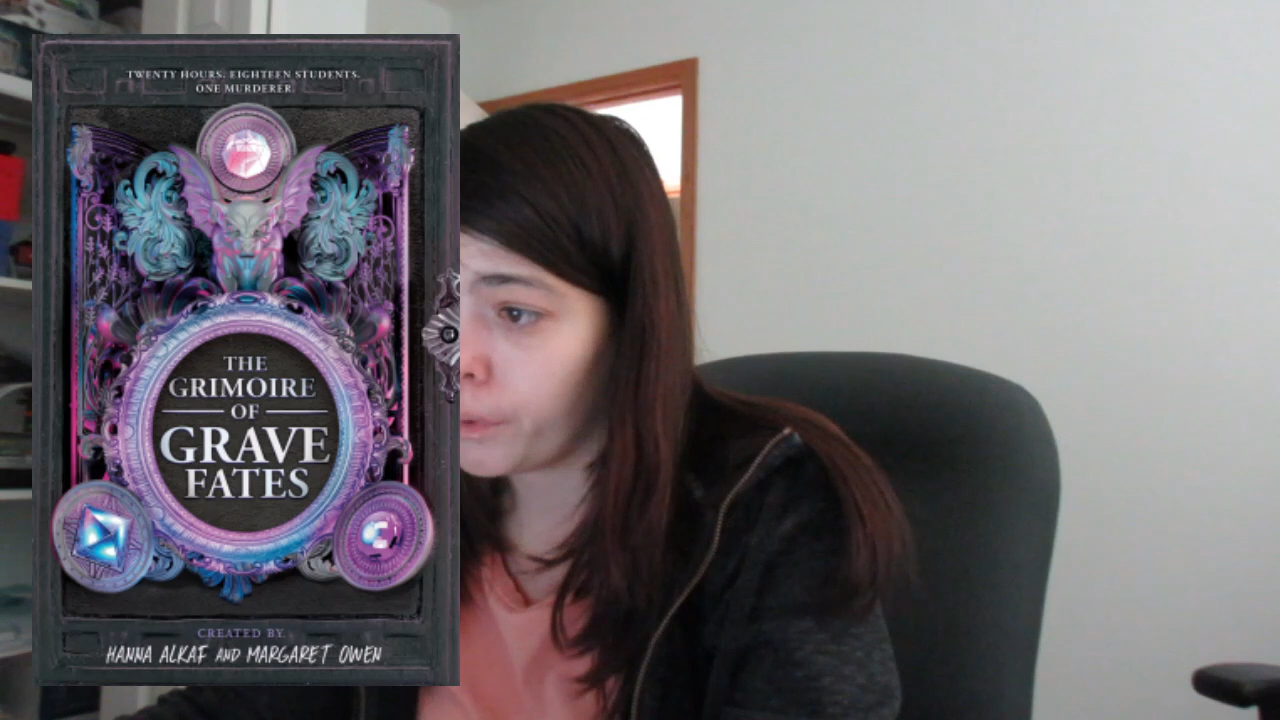 TWENTY HOURS. EIGHTEEN STUDENTS.
ONE MURDERER.
THE
GRIMOIRE
OF
GRAVE
FATES
CREATED BY
HANNA ALKAF AND MARGARET OWEN